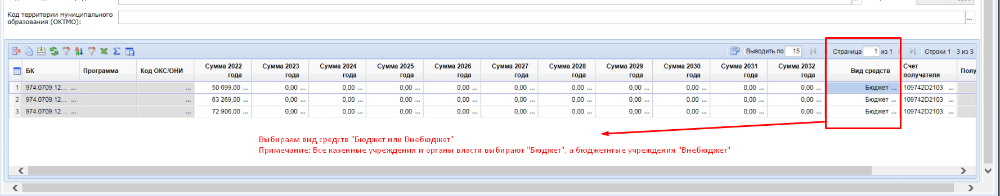 Код территории муниципального
образования (ОКТМО):
...
Выводить по 15 Страница 1 из 1 Строки 1 - 3 из 3
БК Программа Код ОКС/ОНИ Сумма 2022 года Сумма 2023 года Сумма 2024 года Сумма 2025 года Сумма 2026 года Сумма 2027 года Сумма 2028 года Сумма 2029 года Сумма 2030 года Сумма 2031 года Сумма 2032 года Вид средств Счет получателя Полу
1 974.0709.12... ... ... 50 699,00 ... 0,00 ... 0,00 ... 0,00 ... 0,00 ... 0,00 ... 0,00 ... 0,00 ... 0,00 ... 0,00 ... 0,00 ... Бюджет ... 109742D2103 ...
2 974.0709.12... ... ... 63 269,00 ... 0,00 ... 0,00 ... 0,00 ... 0,00 ... 0,00 ... 0,00 ... 0,00 ... 0,00 ... 0,00 ... 0,00 ... Бюджет ... 109742D2103 ...
3 974.0709.12... ... ... 72 906,00 ... 0,00 ... 0,00 ... 0,00 ... 0,00 ... 0,00 ... 0,00 ... 0,00 ... 0,00 ... 0,00 ... 0,00 ... Бюджет ... 109742D2103 ...
Выбираем вид средств "Бюджет или Внебюджет"
Примечание: Все казенные учреждения и органы власти выбирают "Бюджет", а бюджетнгые учреждения "Внебюджет"